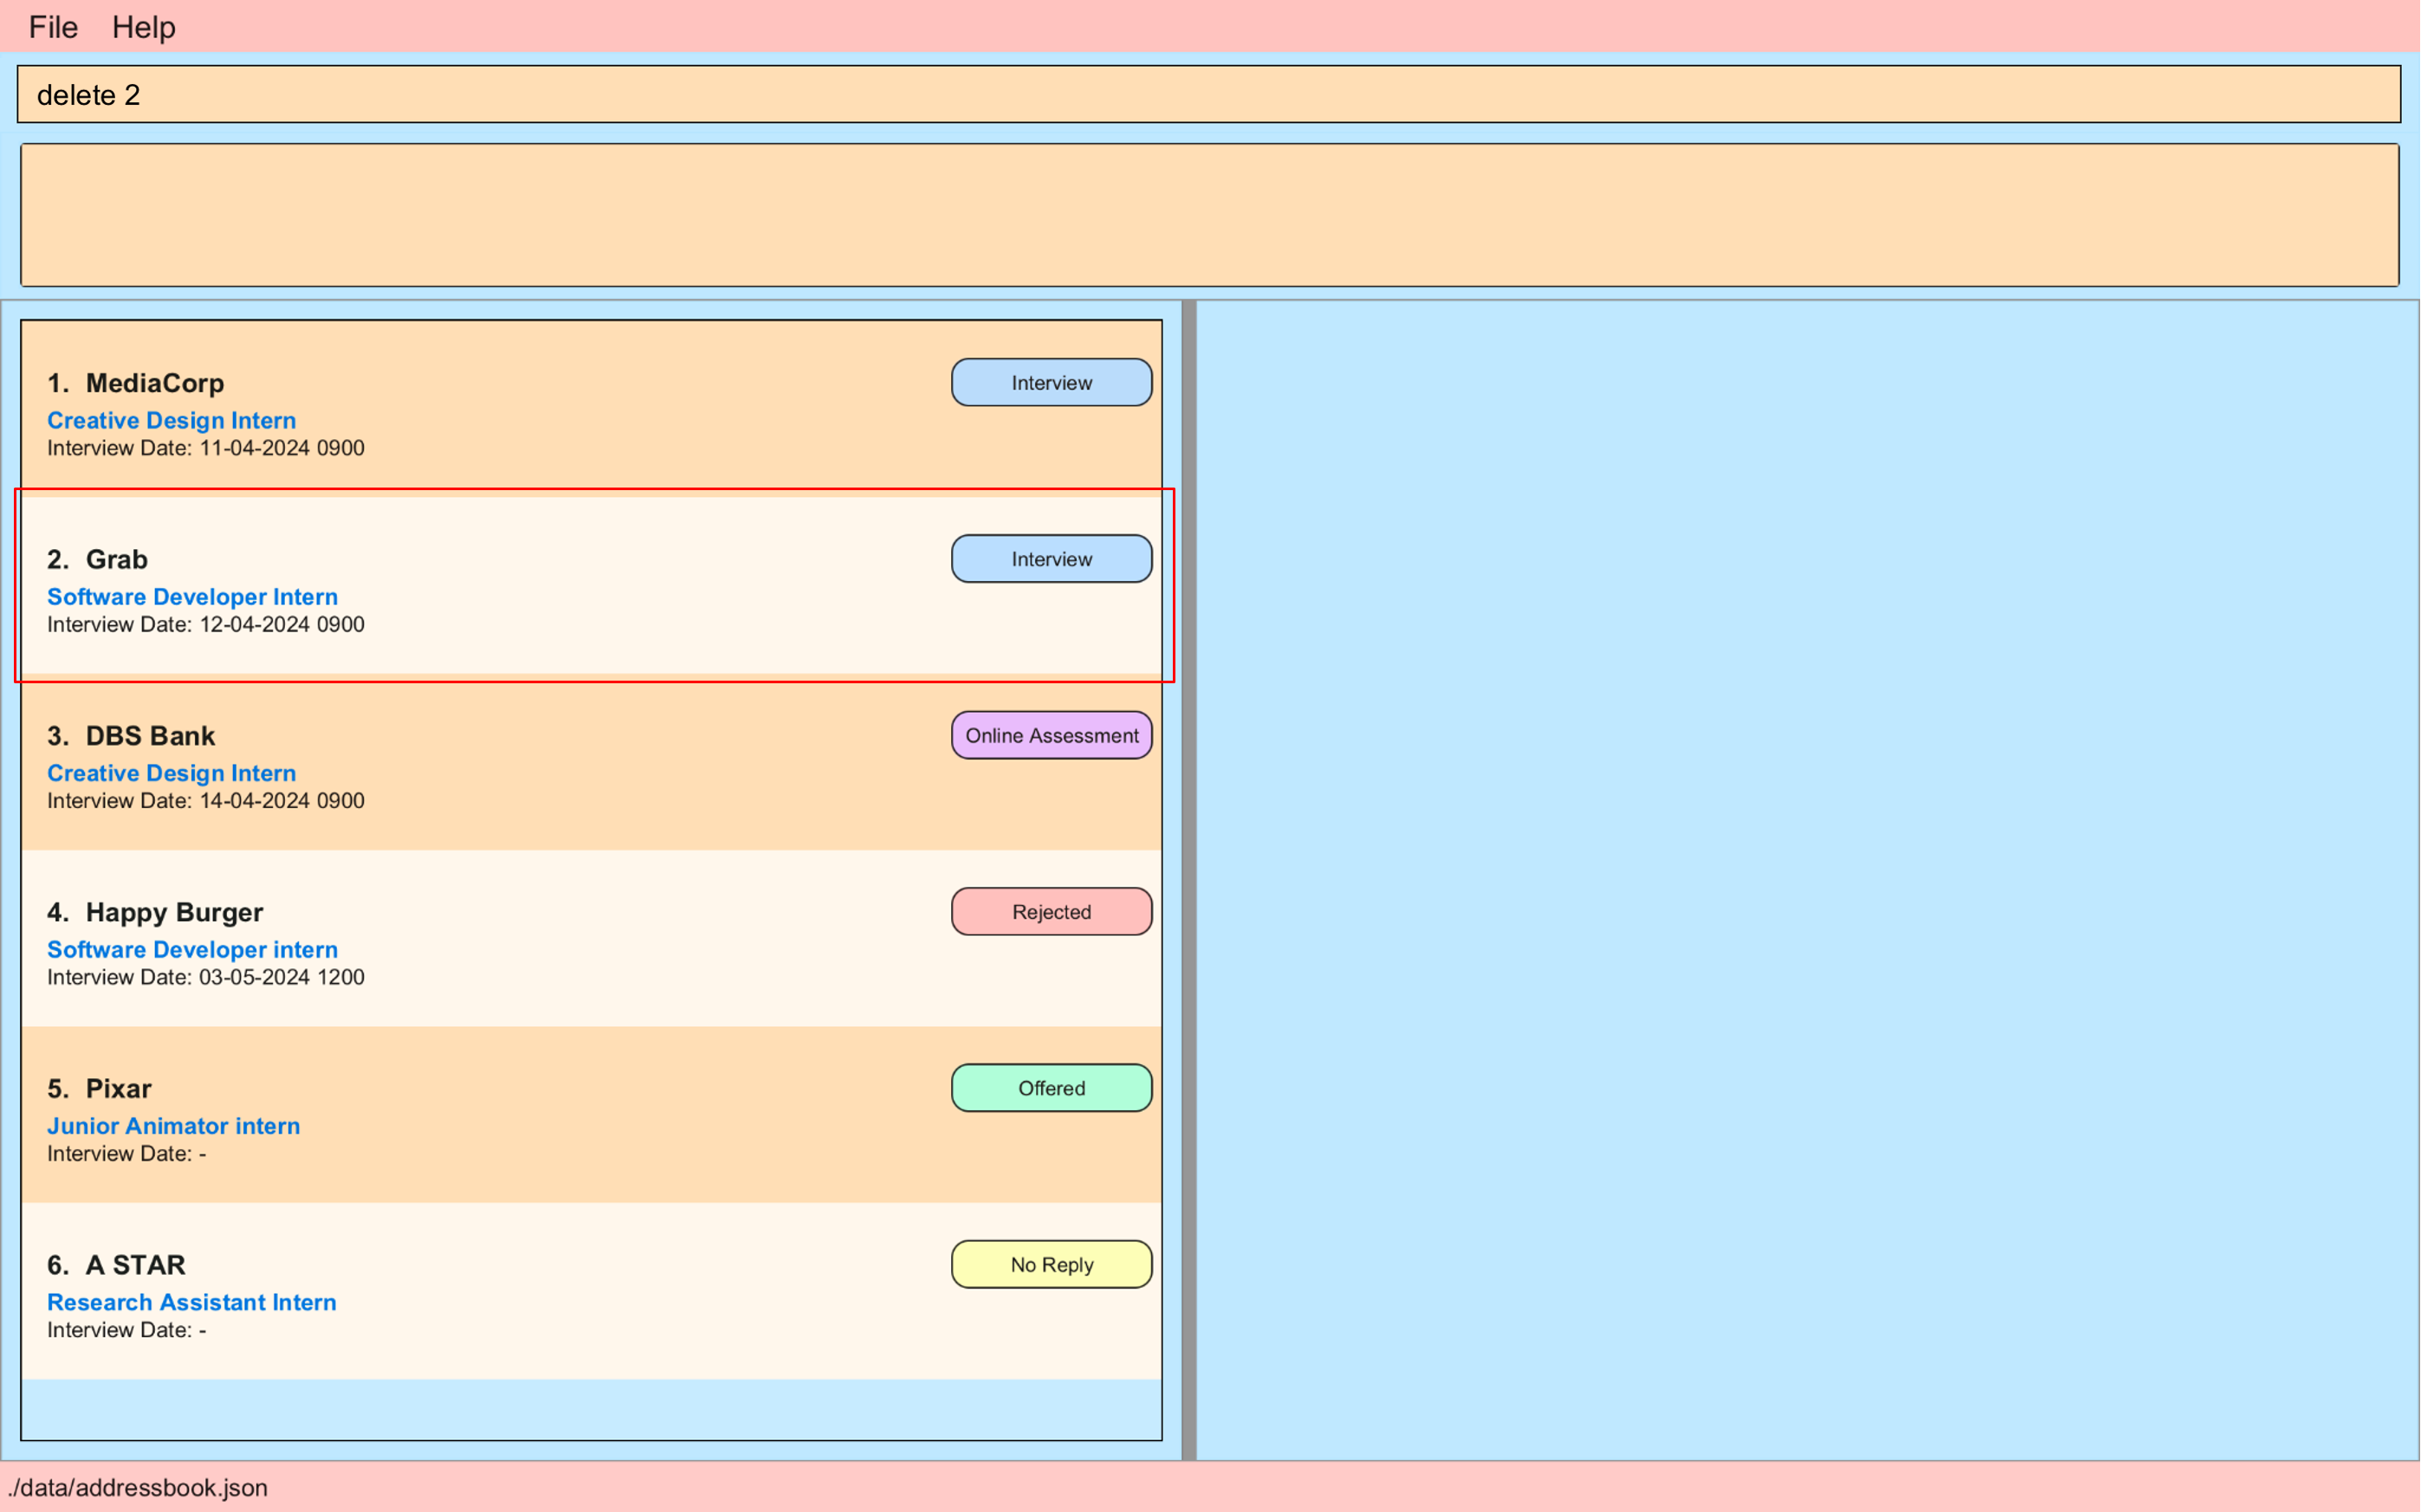 File Help
delete 2
1. MediaCorp
Interview
Creative Design Intern
Interview Date: 11-04-2024 0900
2. Grab
Interview
Software Developer Intern
Interview Date: 12-04-2024 0900
3. DBS Bank
Online Assessment
Creative Design Intern
Interview Date: 14-04-2024 0900
4. Happy Burger
Rejected
Software Developer intern
Interview Date: 03-05-2024 1200
5. Pixar
Offered
Junior Animator intern
Interview Date: -
6. A STAR
No Reply
Research Assistant Intern
Interview Date: -
./data/addressbook.json